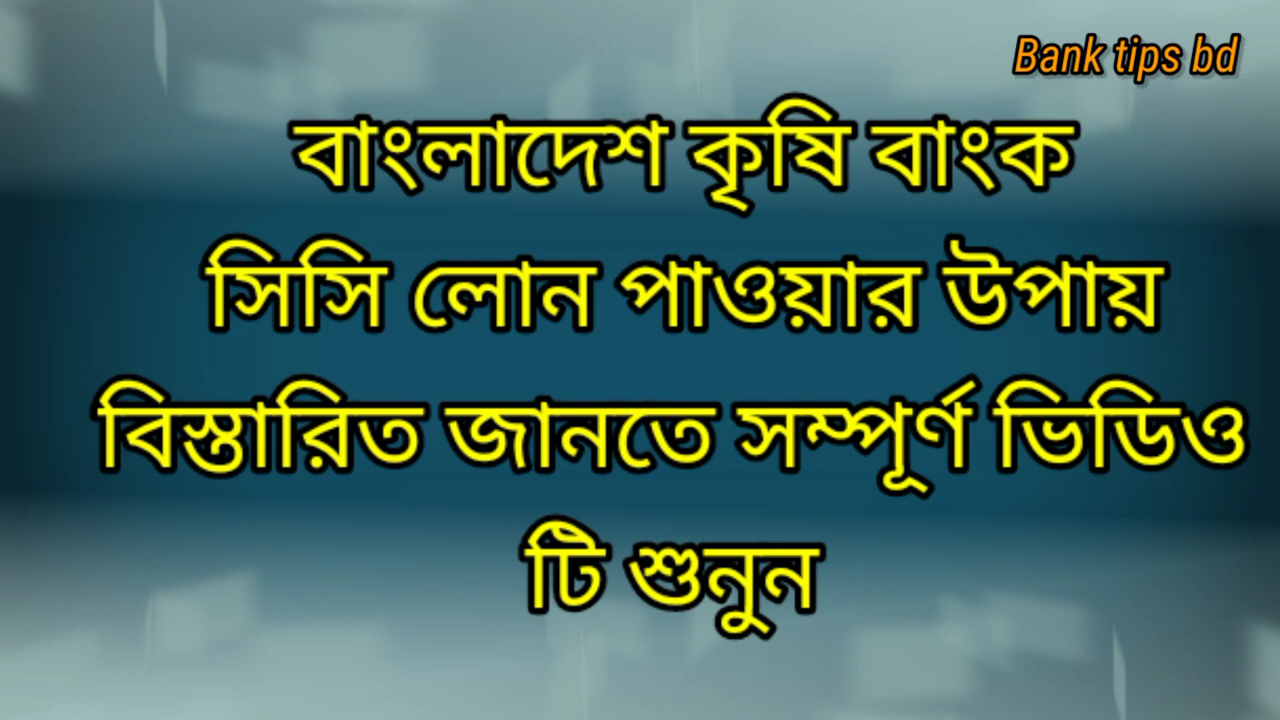 Bank tips bd
বাংলাদেশ কৃষি বাংক
সিসি লোন পাওয়ার উপায়
বিস্তারিত জানতে সম্পূর্ণ ভিডিও
টি শুনুন